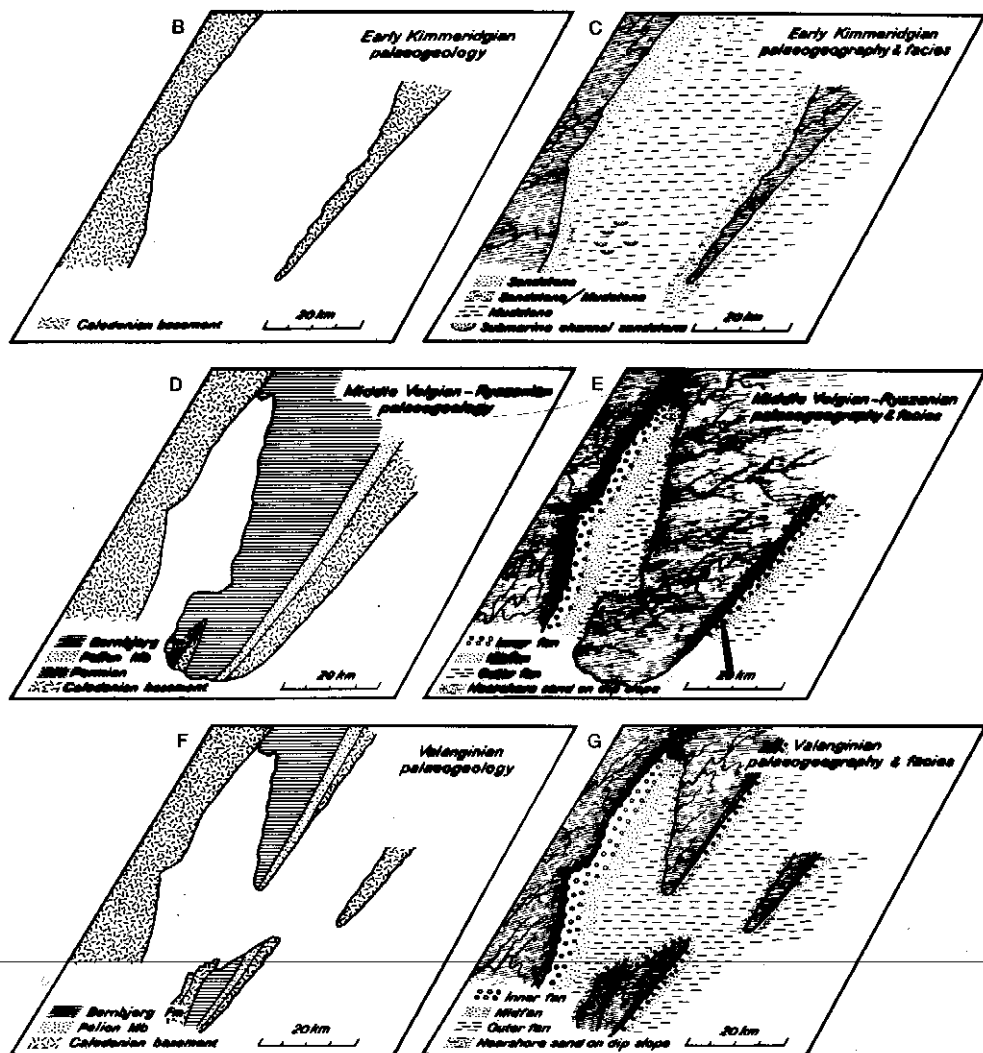 B
Early Kimmeridgian
palaeogeology
Caledonian basement
20 km
C
Early Kimmeridgian
palaeogeography & facies
Sandstone
Sandstone/Mudstone
Mudstone
Submarine channel sandstone
20 km
D
Middle Volgian-Ryazanian
palaeogeology
Bernbjerg
Pelion Mb
Permian
Caledonian basement
20 km
E
Middle Volgian-Ryazanian
palaeogeography & facies
Inner fan
Midfan
Outer fan
Nearshore sand on dip slope
20 km
F
Valanginian
palaeogeology
Bernbjerg Fm
Pelion Mb
Caledonian basement
20 km
G
Valanginian
palaeogeography & facies
Inner fan
Midfan
Outer fan
Nearshore sand on dip slope
20 km